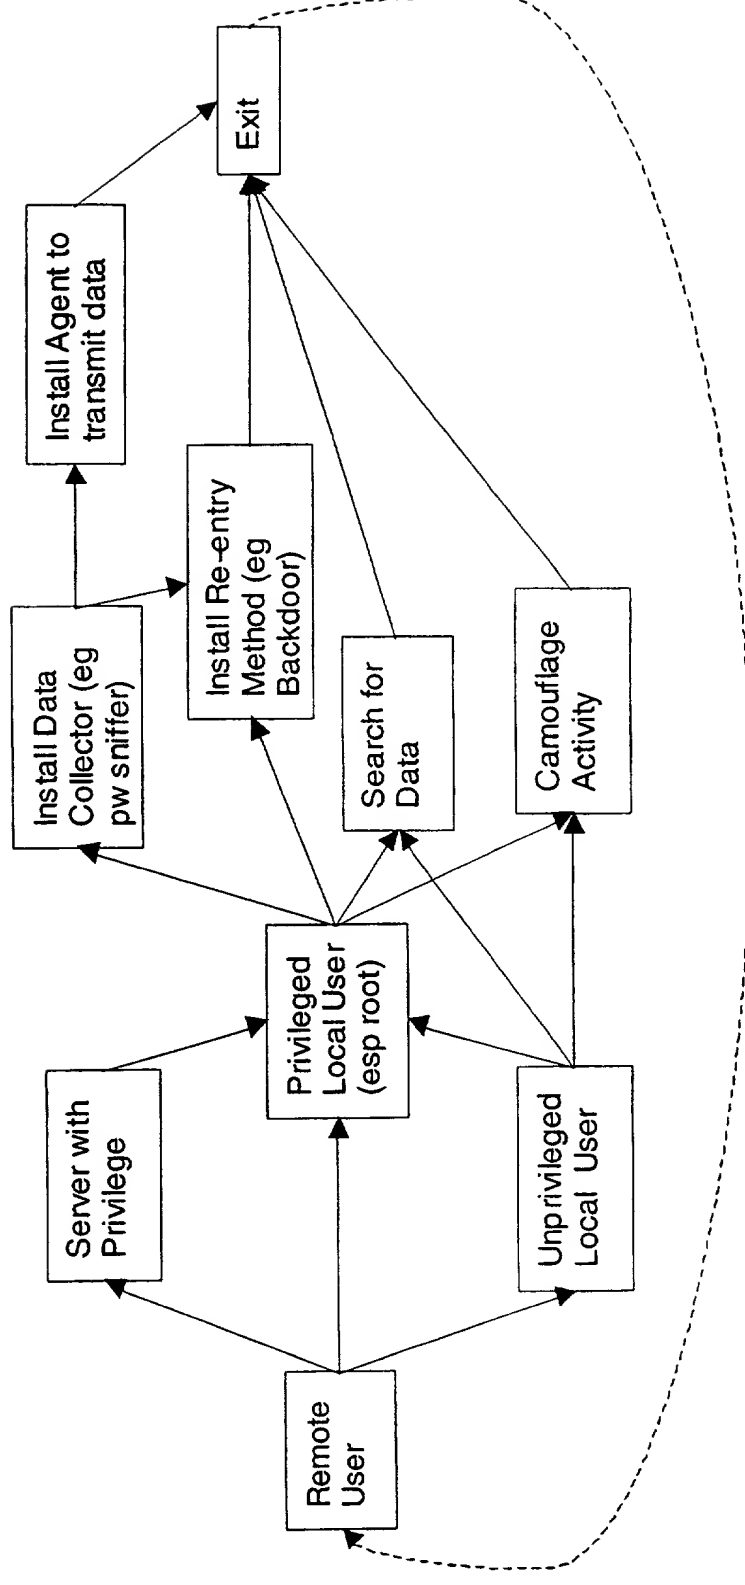 Remote
User
Server with
Privilege
Privileged
Local User
(esp root)
Unprivileged
Local User
Install Data
Collector (eg
pw sniffer)
Install Re-entry
Method (eg
Backdoor)
Search for
Data
Camouflage
Activity
Install Agent to
transmit data
Exit